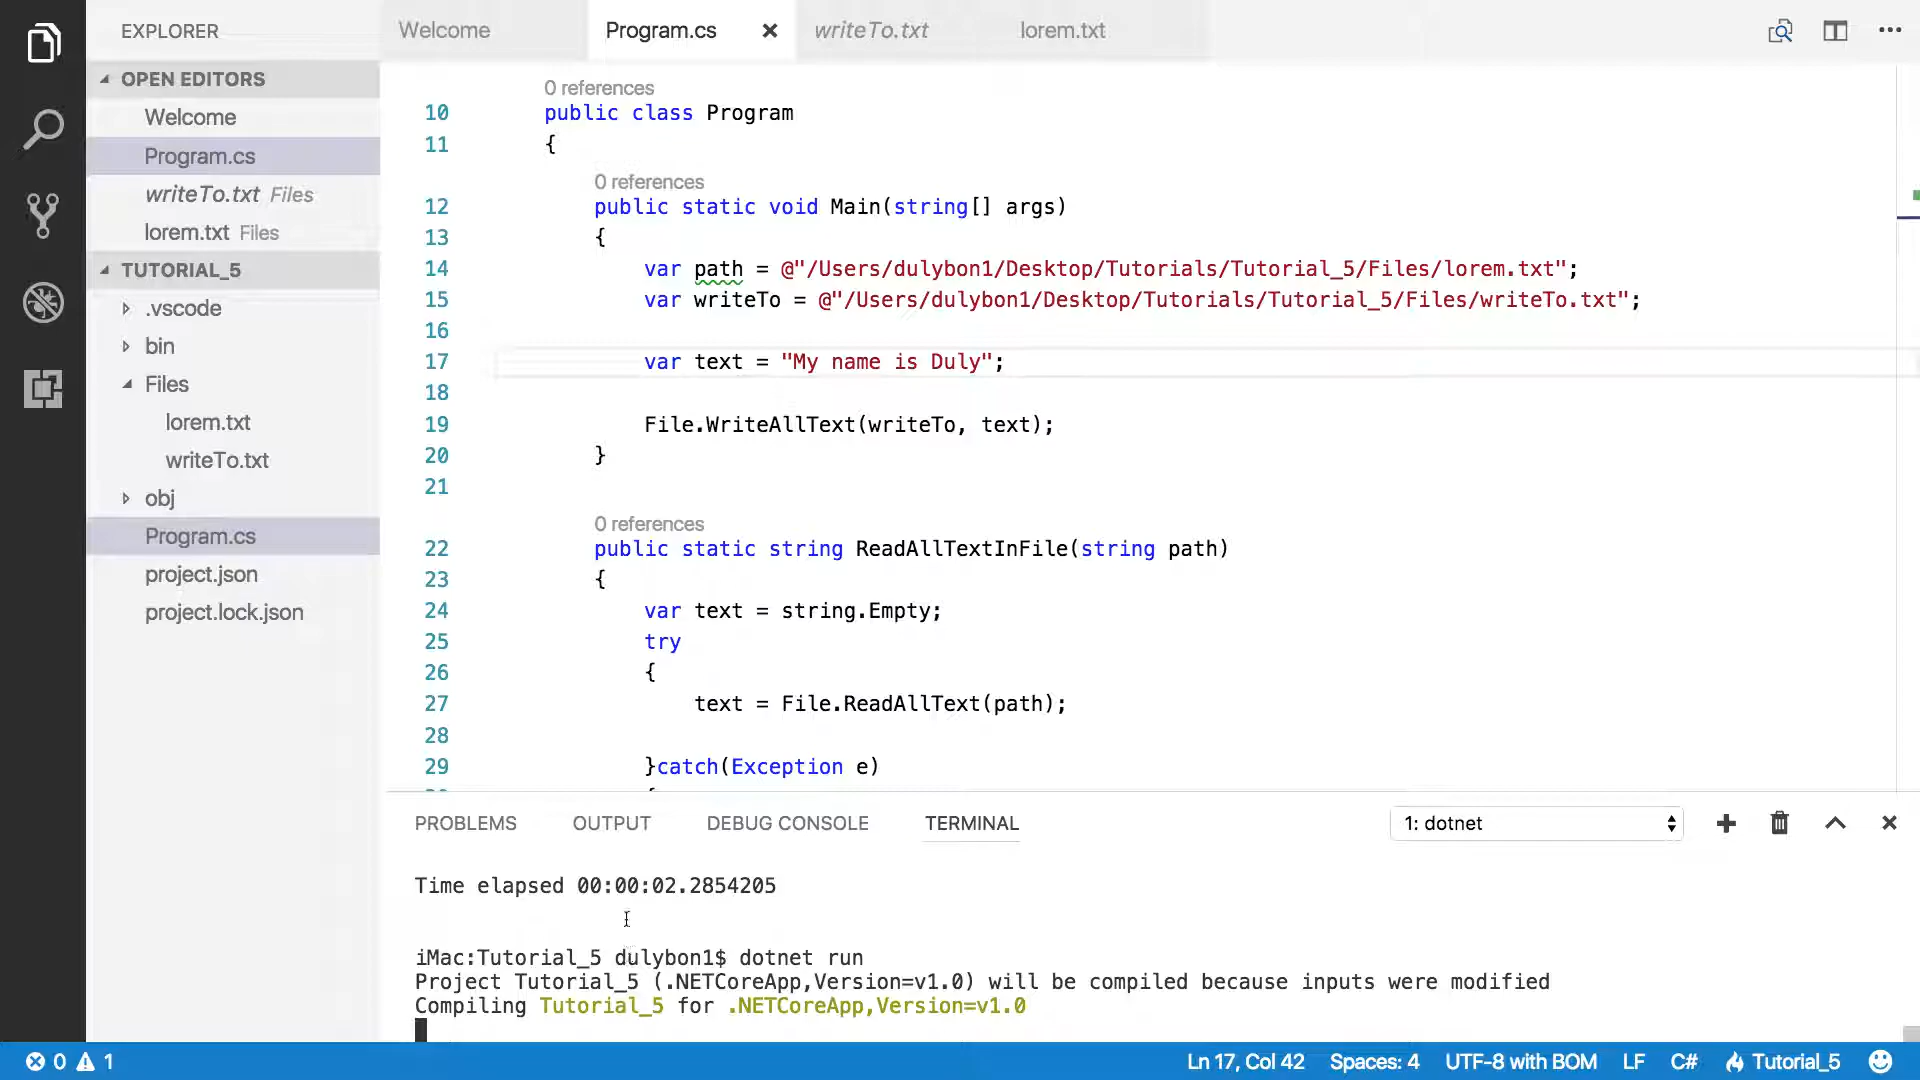 EXPLORER
OPEN EDITORS
Welcome
Program.cs
writeTo.txt Files
lorem.txt Files
TUTORIAL_5
.vscode
bin
Files
lorem.txt
writeTo.txt
obj
Program.cs
project.json
project.lock.json
Welcome Program.cs writeTo.txt lorem.txt
0 references
10 public class Program
11 {
0 references
12 public static void Main(string[] args)
13 {
14 var path = @"/Users/dulybon1/Desktop/Tutorials/Tutorial_5/Files/lorem.txt";
15 var writeTo = @"/Users/dulybon1/Desktop/Tutorials/Tutorial_5/Files/writeTo.txt";
16
17 var text = "My name is Duly";
18
19 File.WriteAllText(writeTo, text);
20 }
21
0 references
22 public static string ReadAllTextInFile(string path)
23 {
24 var text = string.Empty;
25 try
26 {
27 text = File.ReadAllText(path);
28
29 }catch(Exception e)
PROBLEMS OUTPUT DEBUG CONSOLE TERMINAL 1: dotnet
Time elapsed 00:00:02.2854205
iMac:Tutorial_5 dulybon1$ dotnet run
Project Tutorial_5 (.NETCoreApp,Version=v1.0) will be compiled because inputs were modified
Compiling Tutorial_5 for .NETCoreApp,Version=v1.0
0 1 Ln 17, Col 42 Spaces: 4 UTF-8 with BOM LF C# Tutorial_5